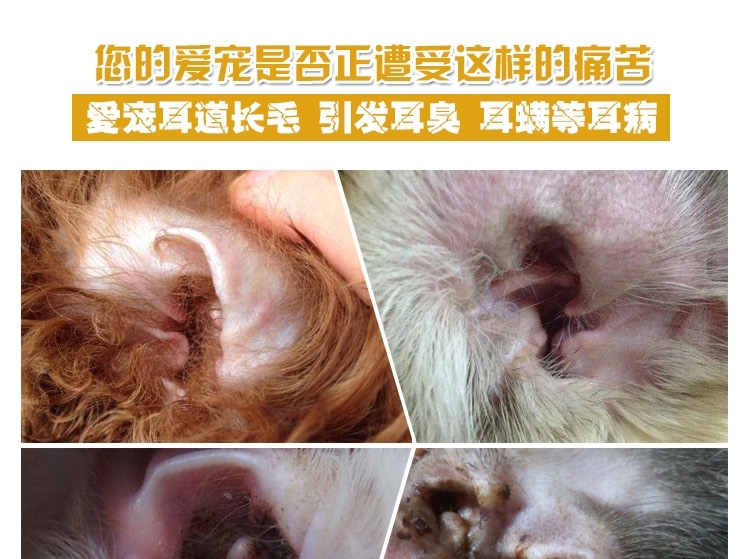 您的爱宠是否正遭受这样的痛苦
爱宠耳道长毛 引发耳臭 耳螨等耳病